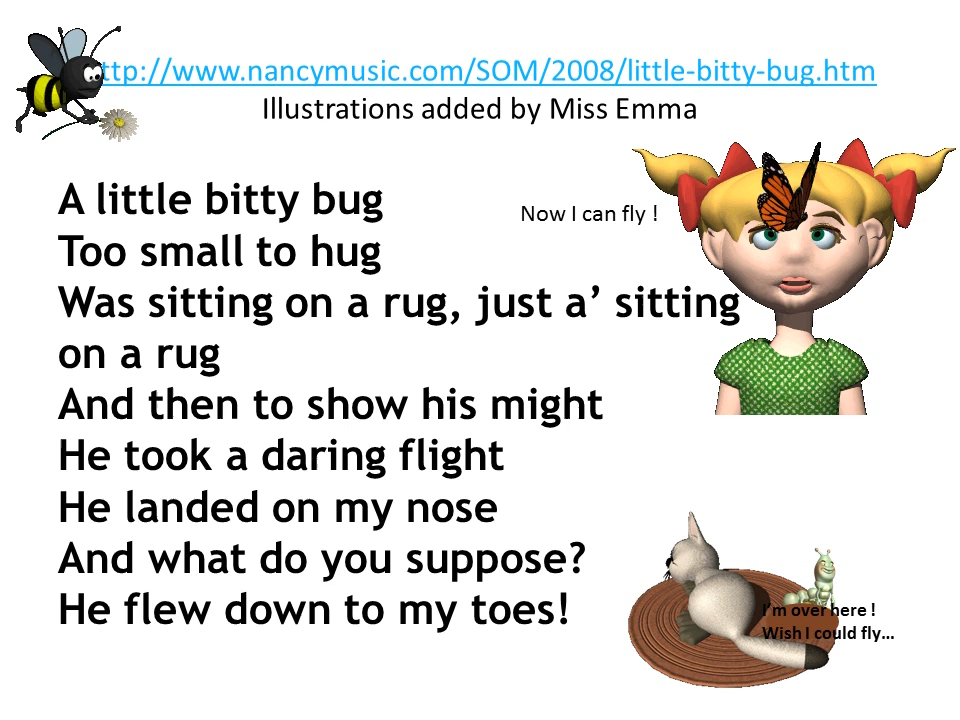 ttp://www.nancymusic.com/SOM/2008/little-bitty-bug.htm
Illustrations added by Miss Emma
A little bitty bug
Now I can fly !
Too small to hug
Was sitting on a rug, just a’ sitting
on a rug
And then to show his might
He took a daring flight
He landed on my nose
And what do you suppose?
He flew down to my toes!
I’m over here !
Wish I could fly…